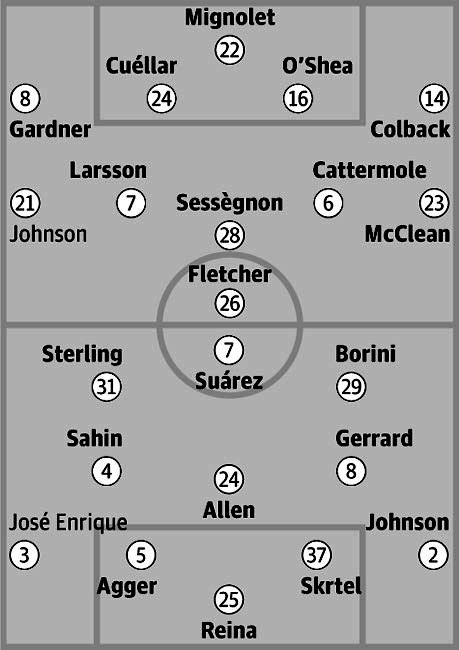 Mignolet
22
Cuéllar
O'Shea
24
16
8
14
Gardner
Colback
Larsson
Cattermole
21
7
6
23
Johnson
Sessègnon
McClean
28
Fletcher
26
7
Suárez
Sterling
Borini
31
29
Sahin
Gerrard
4
8
24
Allen
José Enrique
Johnson
3
5
37
2
Agger
Skrtel
25
Reina